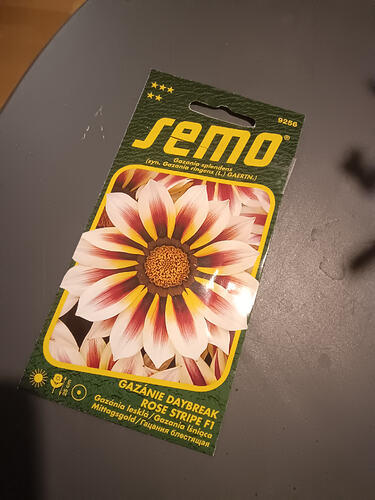 9256
semo®
Gazania splendens
(syn. Gazania ringens (L.) GAERTN.)
GAZÁNIE DAYBREAK
ROSE STRIPE F1
Gazánia lesklá / Gazania lśniąca
Mittagsgold / Гацания блестящая